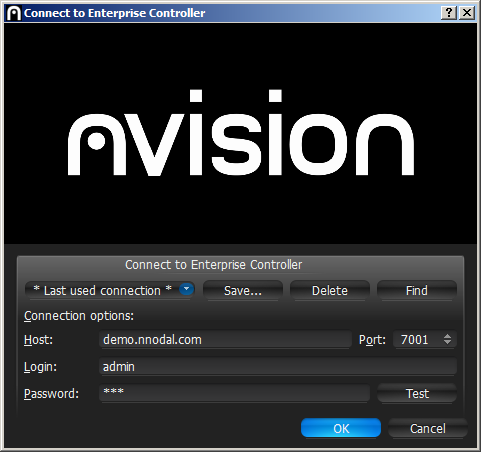 Connect to Enterprise Controller
nvision
Connect to Enterprise Controller
* Last used connection * Save... Delete Find
Connection options:
Host: demo.nnodal.com Port: 7001
Login: admin
Password: *** Test
OK Cancel